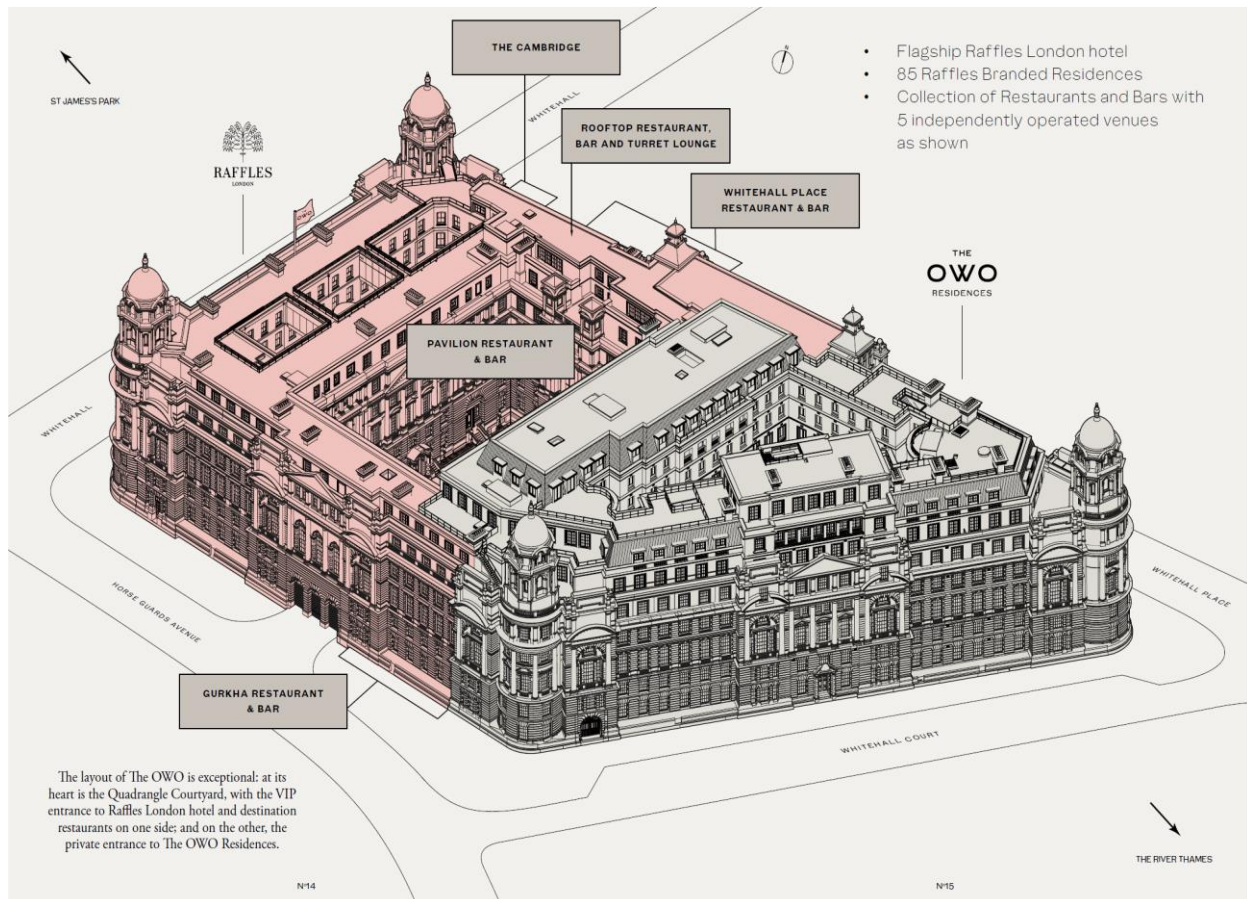 THE CAMBRIDGE
N
• Flagship Raffles London hotel
• 85 Raffles Branded Residences
• Collection of Restaurants and Bars with
5 independently operated venues
as shown
ST JAMES'S PARK
WHITEHALL
ROOFTOP RESTAURANT,
BAR AND TURRET LOUNGE
RAFFLES
LONDON
WHITEHALL PLACE
RESTAURANT & BAR
OWO
THE
OWO
RESIDENCES
PAVILION RESTAURANT
& BAR
WHITEHALL
WHITEHALL PLACE
HORSE GUARDS AVENUE
GURKHA RESTAURANT
& BAR
WHITEHALL COURT
The layout of The OWO is exceptional: at its
heart is the Quadrangle Courtyard, with the VIP
entrance to Raffles London hotel and destination
restaurants on one side; and on the other, the
private entrance to The OWO Residences.
THE RIVER THAMES
Nº14
Nº15